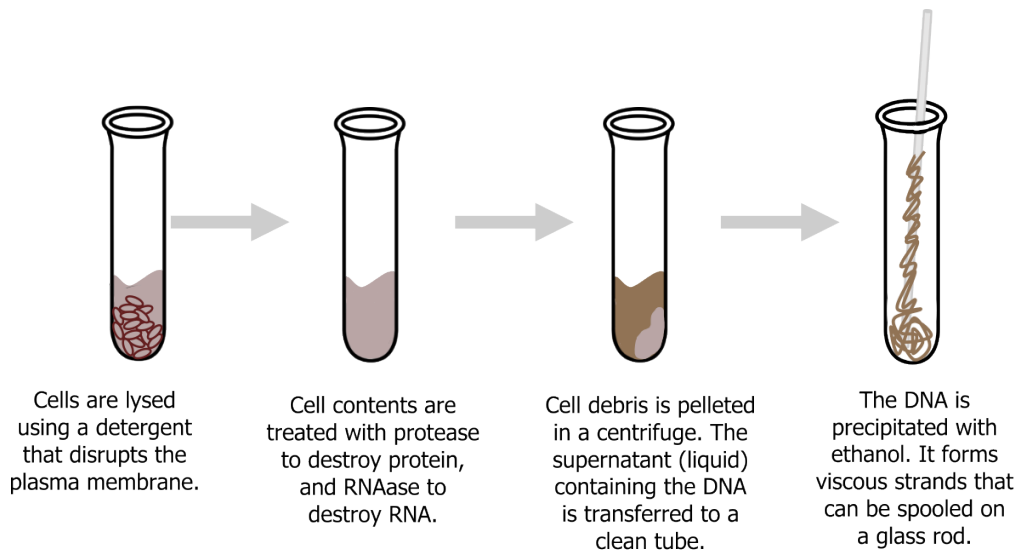 Cells are lysed
using a detergent
that disrupts the
plasma membrane.
Cell contents are
treated with protease
to destroy protein,
and RNAase to
destroy RNA.
Cell debris is pelleted
in a centrifuge. The
supernatant (liquid)
containing the DNA
is transferred to a
clean tube.
The DNA is
precipitated with
ethanol. It forms
viscous strands that
can be spooled on
a glass rod.